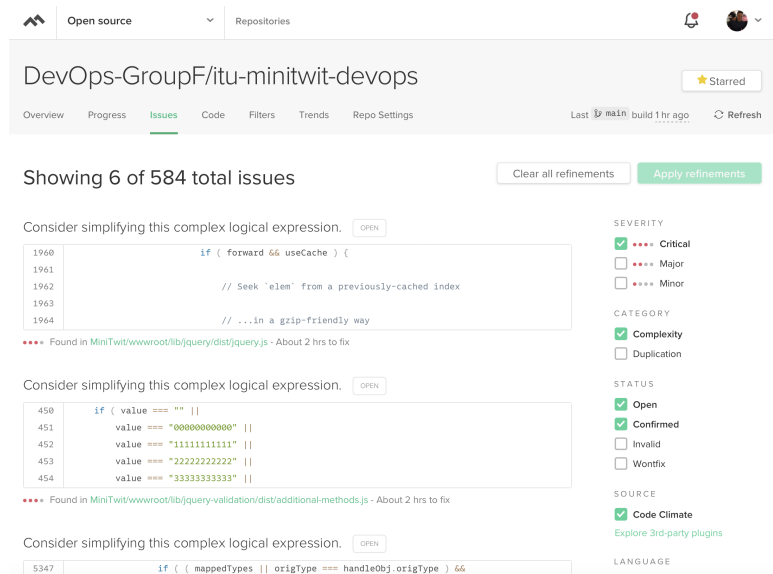 Open source
Repositories
DevOps-GroupF/itu-minitwit-devops
Starred
Overview Progress Issues Code Filters Trends Repo Settings
Last main build 1 hr ago Refresh
Showing 6 of 584 total issues
Clear all refinements
Apply refinements
Consider simplifying this complex logical expression. OPEN
1960 if ( forward && useCache ) {
1961
1962 // Seek `elem` from a previously-cached index
1963
1964 // ...in a gzip-friendly way
Found in MiniTwit/wwwroot/lib/jquery/dist/jquery.js - About 2 hrs to fix
Consider simplifying this complex logical expression. OPEN
450 if ( value === "" ||
451 value === "00000000000" ||
452 value === "11111111111" ||
453 value === "22222222222" ||
454 value === "33333333333" ||
Found in MiniTwit/wwwroot/lib/jquery-validation/dist/additional-methods.js - About 2 hrs to fix
Consider simplifying this complex logical expression. OPEN
5347 if ( ( mappedTypes || origType === handleObj.origType ) &&
SEVERITY
Critical
Major
Minor
CATEGORY
Complexity
Duplication
STATUS
Open
Confirmed
Invalid
Wontfix
SOURCE
Code Climate
Explore 3rd-party plugins
LANGUAGE